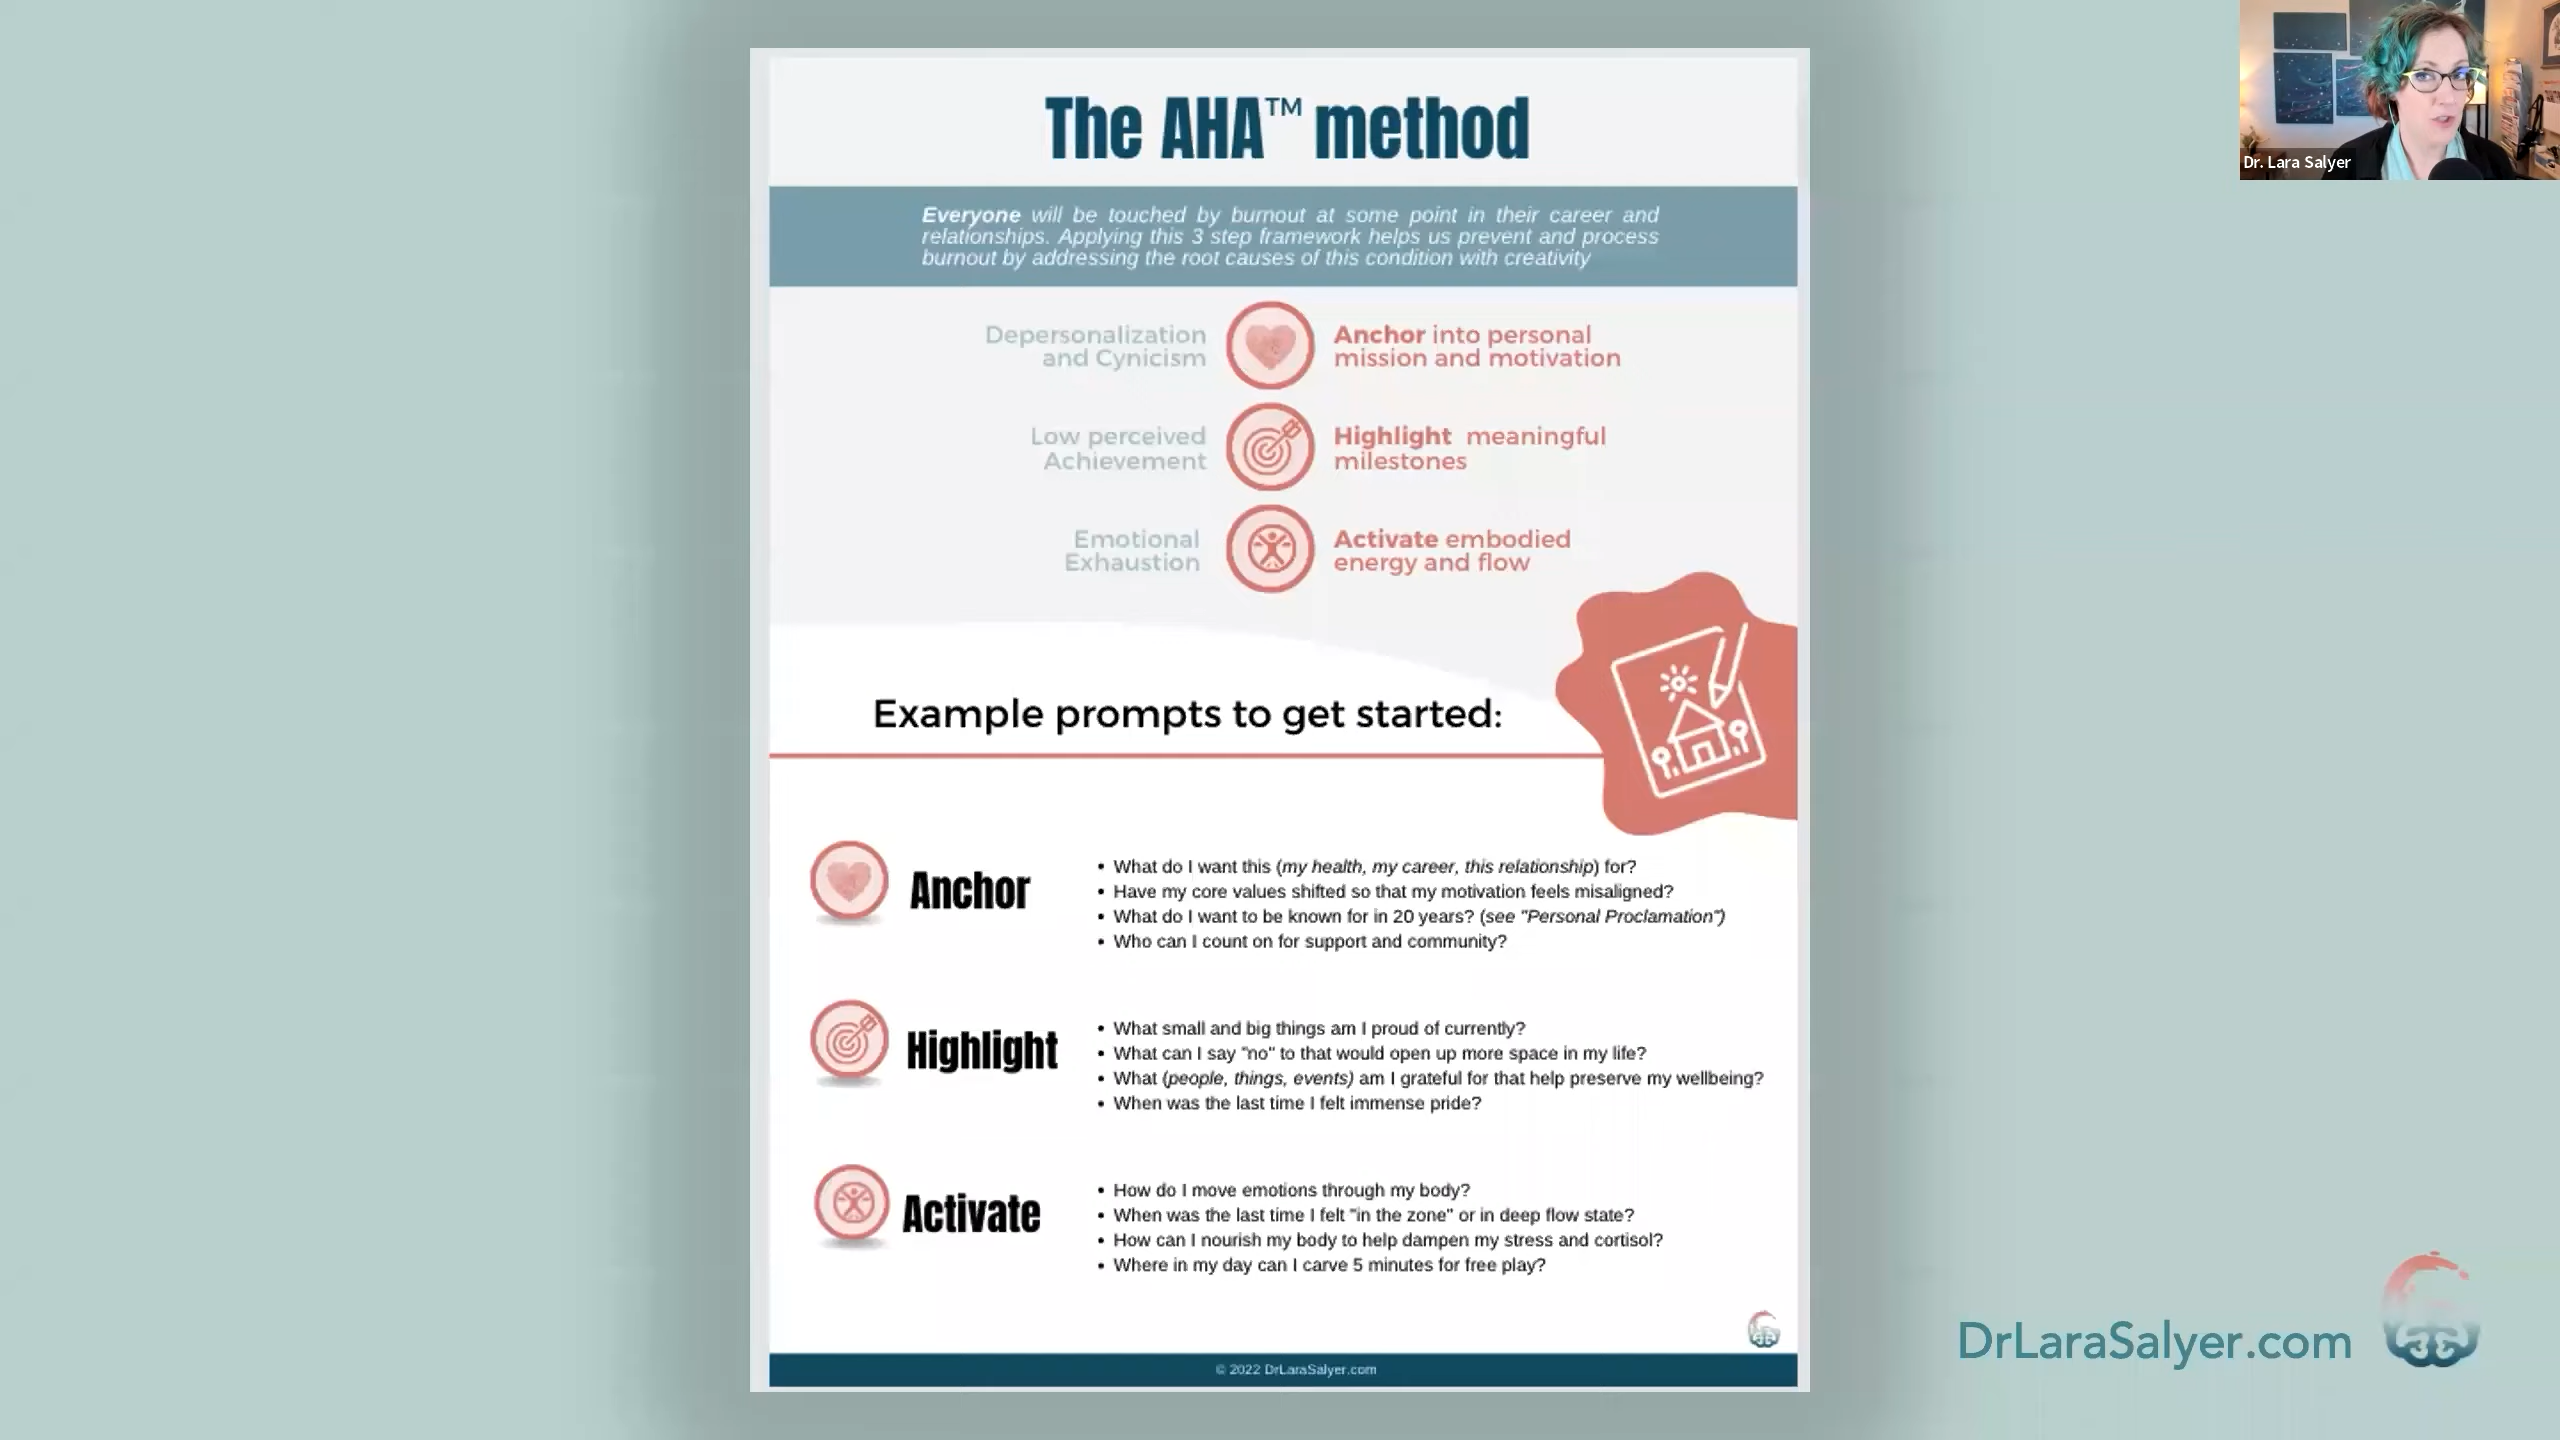 The AHA™ method
Everyone will be touched by burnout at some point in their career and
relationships. Applying this 3 step framework helps us prevent and process
burnout by addressing the root causes of this condition with creativity
Depersonalization
and Cynicism
Anchor into personal
mission and motivation
Low perceived
Achievement
Highlight meaningful
milestones
Emotional
Exhaustion
Activate embodied
energy and flow
Example prompts to get started:
Anchor
• What do I want this (my health, my career, this relationship) for?
• Have my core values shifted so that my motivation feels misaligned?
• What do I want to be known for in 20 years? (see "Personal Proclamation")
• Who can I count on for support and community?
Highlight
• What small and big things am I proud of currently?
• What can I say "no" to that would open up more space in my life?
• What (people, things, events) am I grateful for that help preserve my wellbeing?
• When was the last time I felt immense pride?
Activate
• How do I move emotions through my body?
• When was the last time I felt "in the zone" or in deep flow state?
• How can I nourish my body to help dampen my stress and cortisol?
• Where in my day can I carve 5 minutes for free play?
© 2022 DrLaraSalyer.com
Dr. Lara Salyer
DrLaraSalyer.com